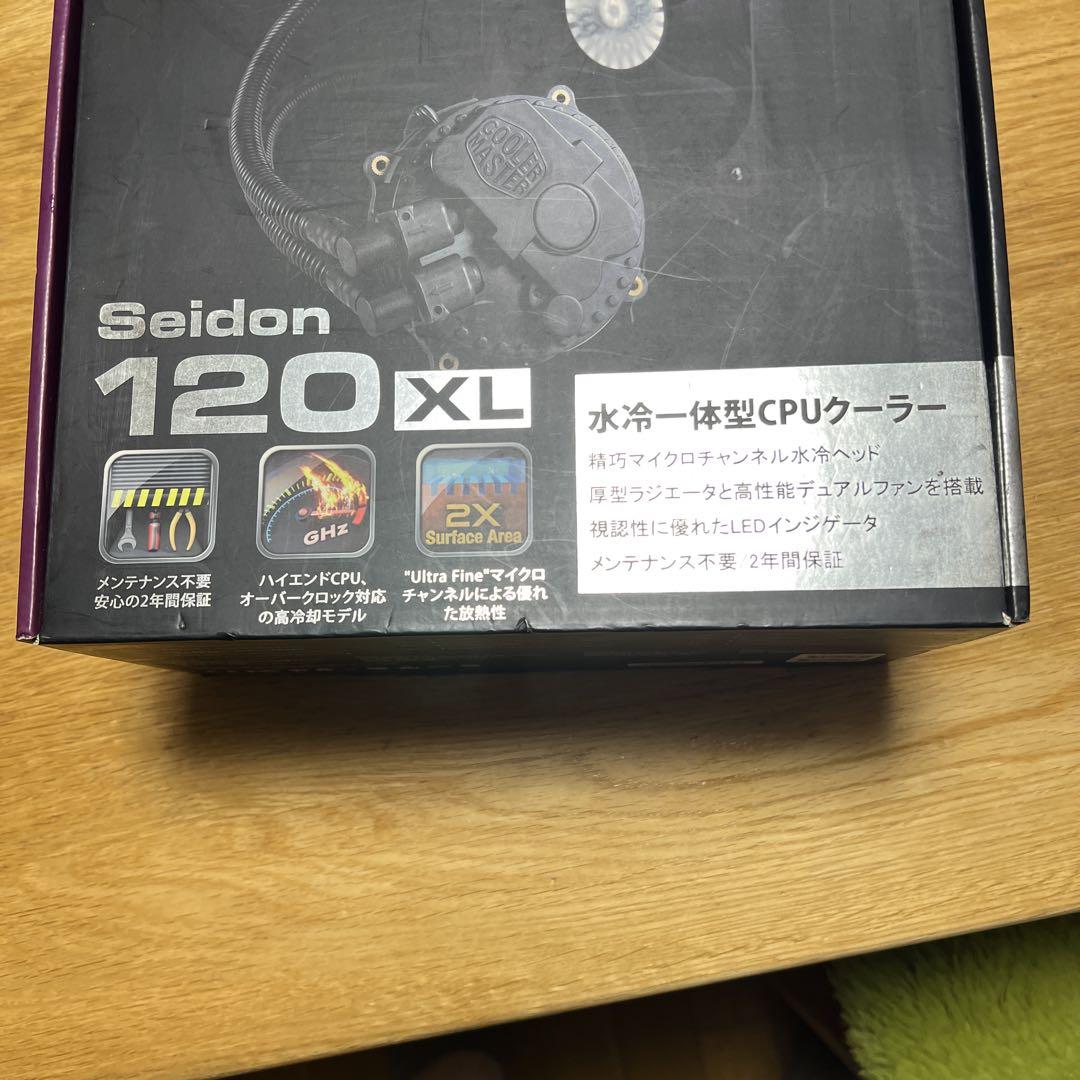 COOLER
MASTER
Seidon
120 XL
水冷一体型CPUクーラー
精巧マイクロチャンネル水冷ヘッド
厚型ラジエータと高性能デュアルファンを搭載
視認性に優れたLEDインジゲータ
メンテナンス不要/2年間保証
GHz
2X
Surface Area
メンテナンス不要
安心の2年間保証
ハイエンドCPU、
オーバークロック対応
の高冷却モデル
"Ultra Fine"マイクロ
チャンネルによる優れ
た放熱性